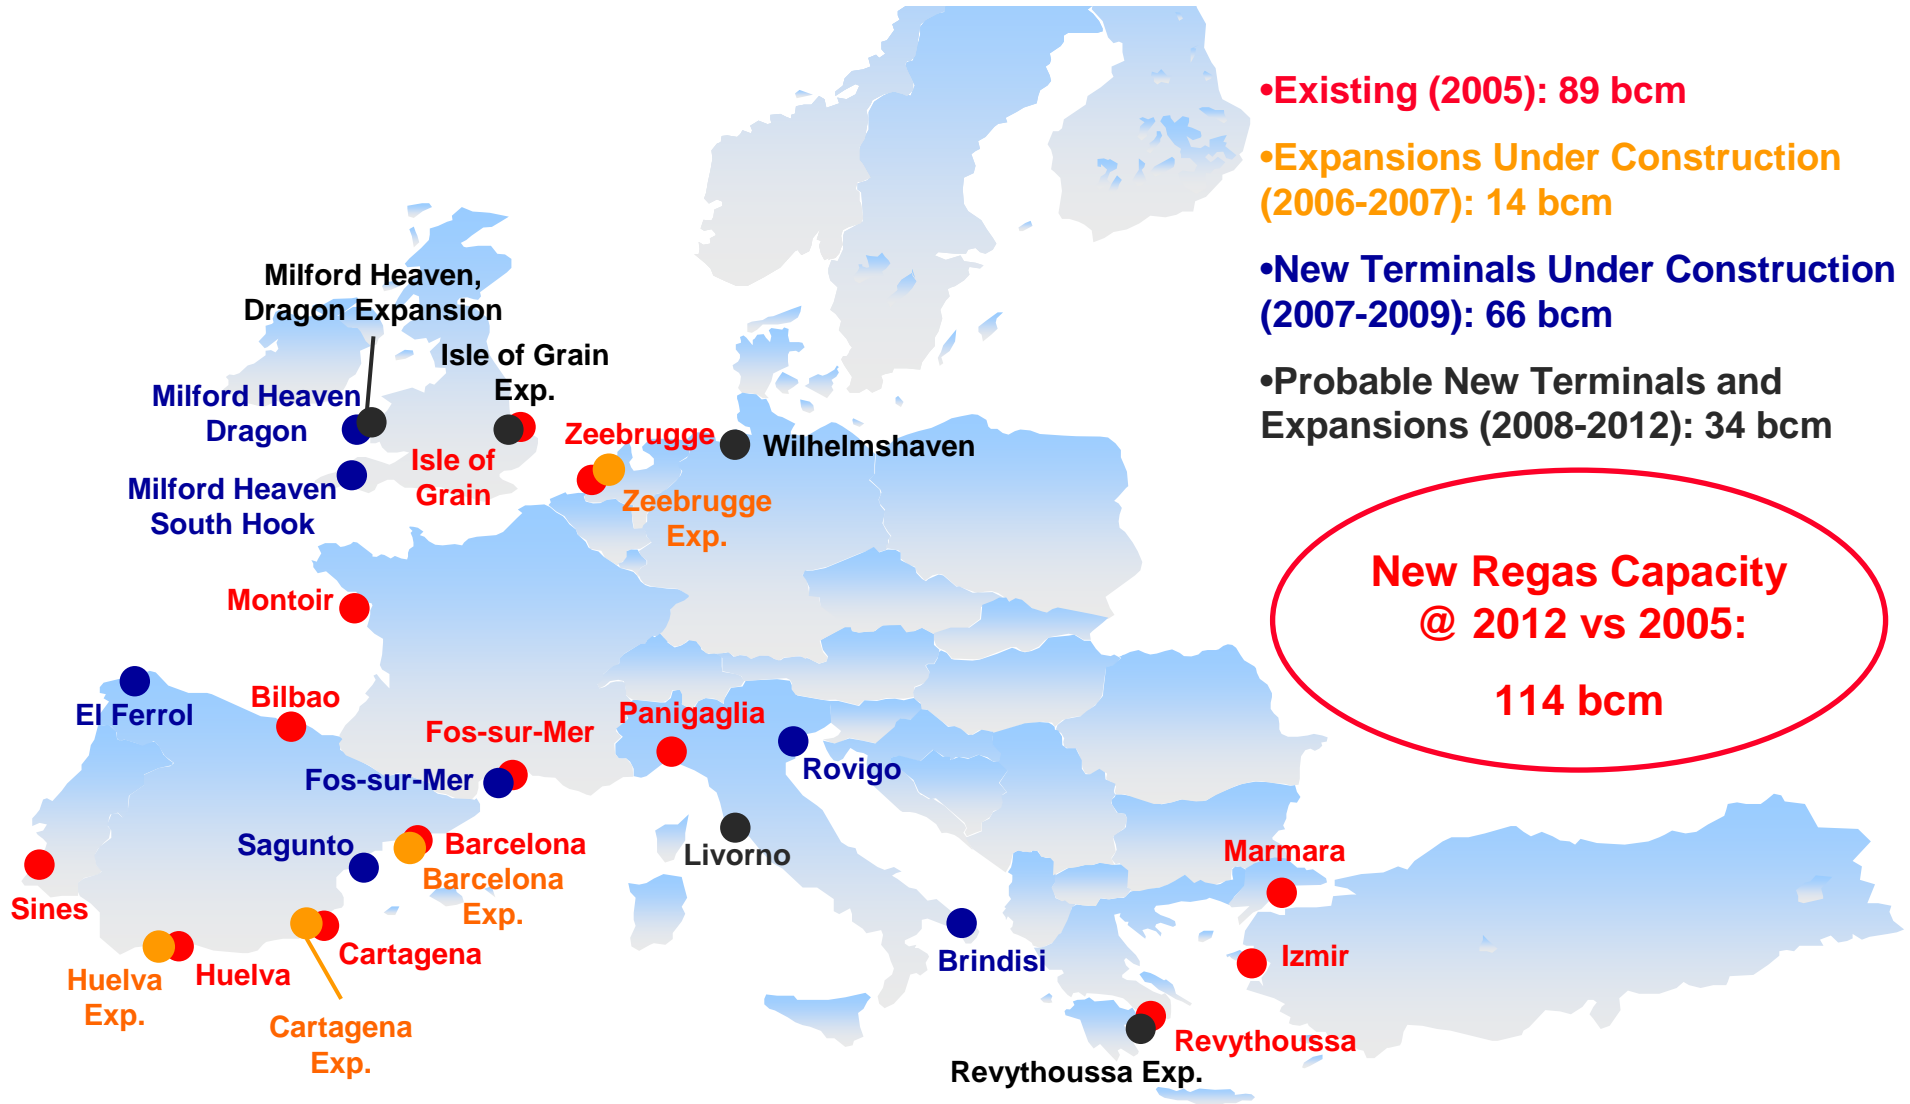 •Existing (2005): 89 bcm
•Expansions Under Construction
(2006-2007): 14 bcm
•New Terminals Under Construction
(2007-2009): 66 bcm
•Probable New Terminals and
Expansions (2008-2012): 34 bcm
New Regas Capacity
@ 2012 vs 2005:
114 bcm
Milford Heaven,
Dragon Expansion
Isle of Grain
Exp.
Milford Heaven
Dragon
Isle of
Grain
Milford Heaven
South Hook
Zeebrugge
Zeebrugge
Exp.
Wilhelmshaven
Montoir
El Ferrol
Bilbao
Fos-sur-Mer
Fos-sur-Mer
Panigaglia
Rovigo
Sagunto
Barcelona
Barcelona
Exp.
Livorno
Marmara
Sines
Huelva
Exp.
Huelva
Cartagena
Cartagena
Exp.
Brindisi
Izmir
Revythoussa
Revythoussa Exp.